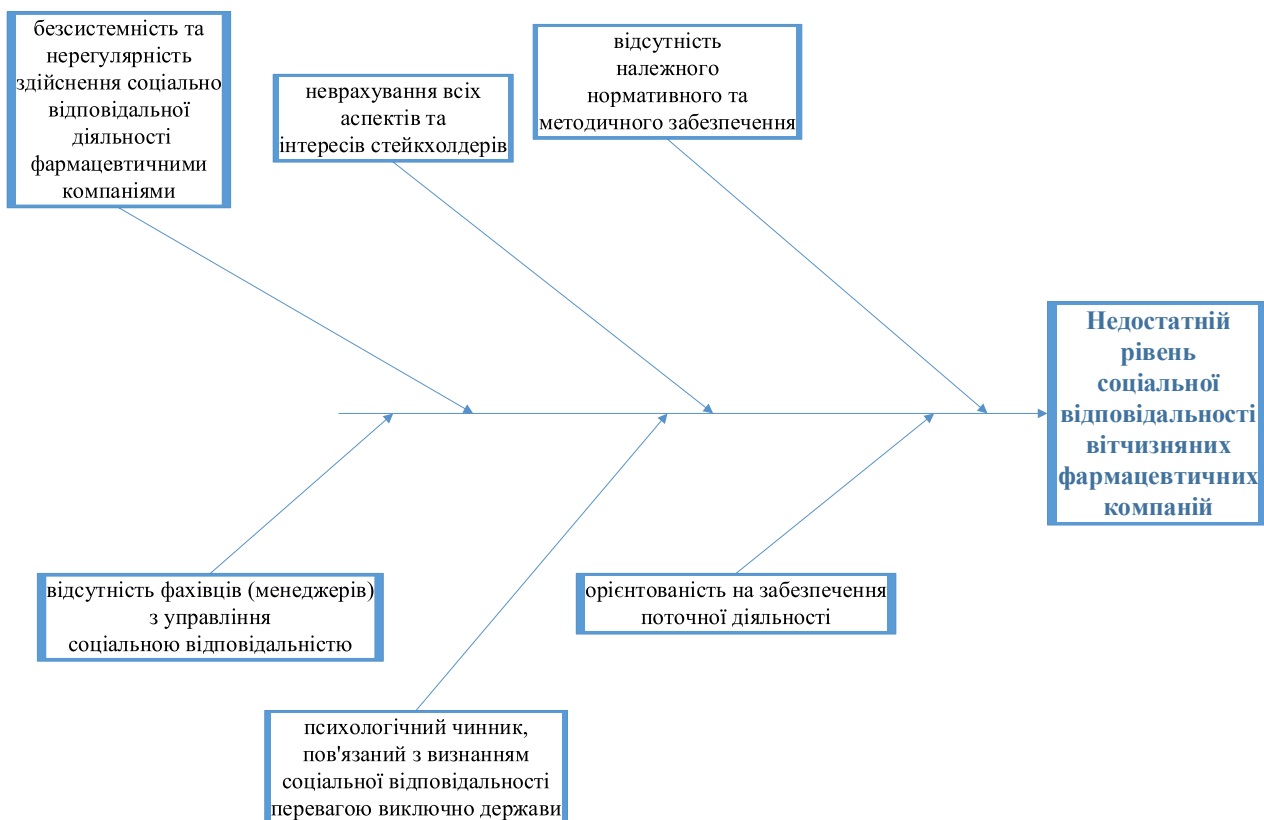 безсистемність та
нерегулярність
здійснення соціально
відповідальної
діяльності
фармацевтичними
компаніями
неврахування всіх
аспектів та
інтересів стейкхолдерів
відсутність
належного
нормативного та
методичного забезпечення
Недостатній
рівень
соціальної
відповідальності
вітчизняних
фармацевтичних
компаній
відсутність фахівців (менеджерів)
з управління
соціальною відповідальністю
орієнтованість на забезпечення
поточної діяльності
психологічний чинник,
пов'язаний з визнанням
соціальної відповідальності
перевагою виключно держави